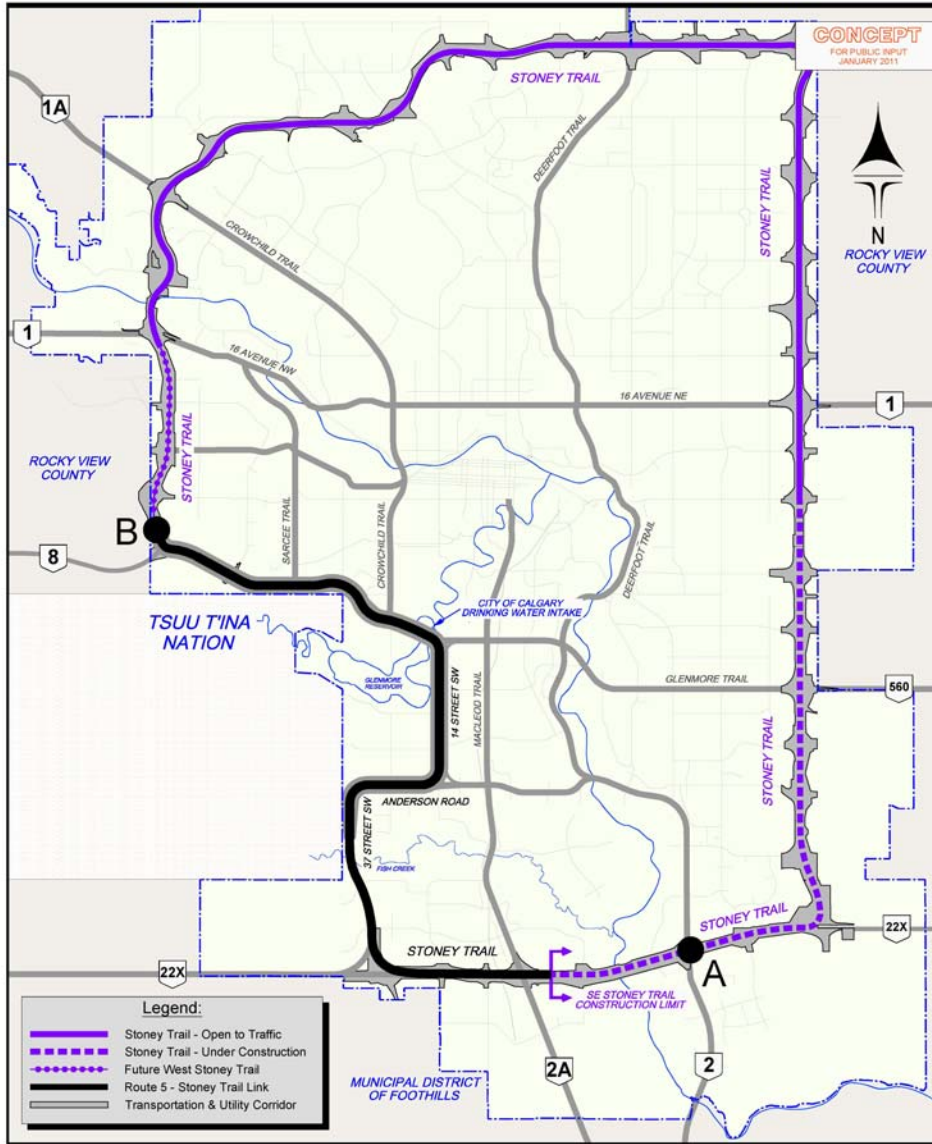 CONCEPT
FOR PUBLIC INPUT
JANUARY 2011
STONEY TRAIL
1A
DEERFOOT TRAIL
STONEY TRAIL
N
ROCKY VIEW
COUNTY
CROWCHILD TRAIL
1
16 AVENUE NW
16 AVENUE NE
1
STONEY TRAIL
ROCKY VIEW
COUNTY
SARCEE TRAIL
CROWCHILD TRAIL
DEERFOOT TRAIL
B
8
CITY OF CALGARY
DRINKING WATER INTAKE
TSUU T'INA
NATION
GLENMORE
RESERVOIR
14 STREET SW
MACLEOD TRAIL
GLENMORE TRAIL
560
STONEY TRAIL
ANDERSON ROAD
37 STREET SW
FISH CREEK
STONEY TRAIL
22X
A
STONEY TRAIL
22X
SE STONEY TRAIL
CONSTRUCTION LIMIT
Legend:
Stoney Trail - Open to Traffic
Stoney Trail - Under Construction
Future West Stoney Trail
Route 5 - Stoney Trail Link
Transportation & Utility Corridor
MUNICIPAL DISTRICT
OF FOOTHILLS
2A
2